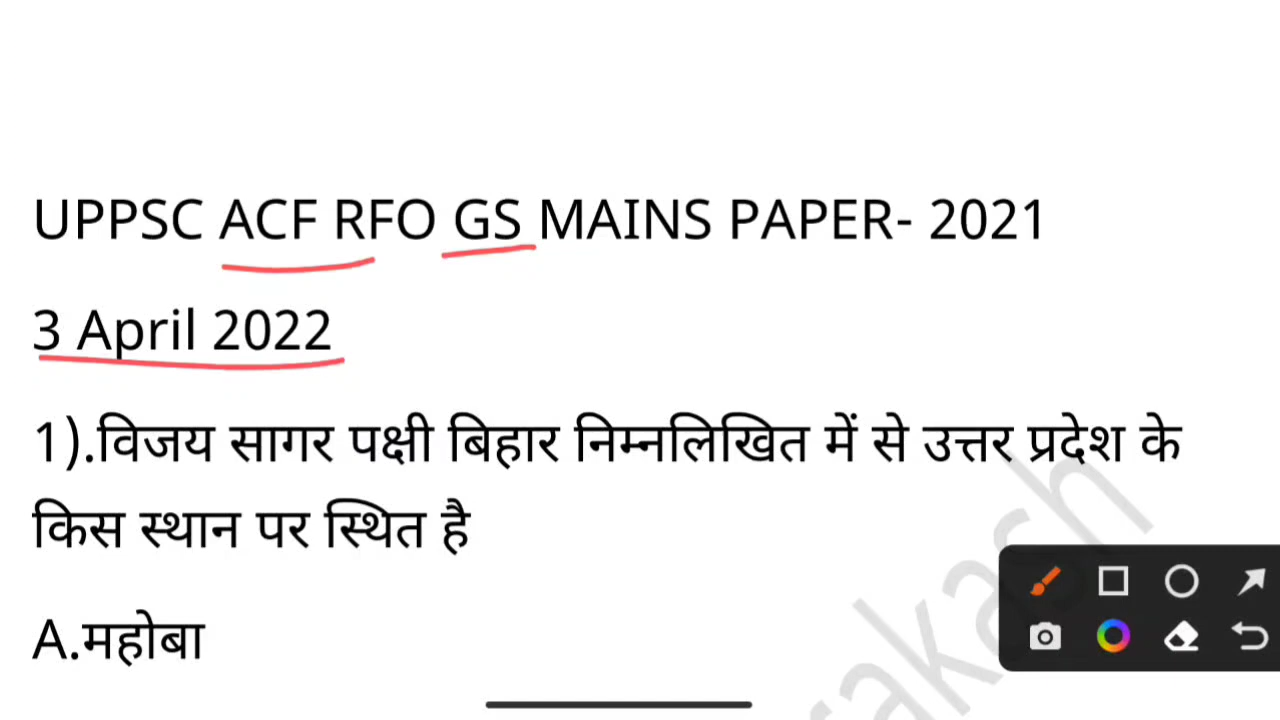 UPPSC ACF RFO GS MAINS PAPER- 2021
3 April 2022
1).विजय सागर पक्षी बिहार निम्नलिखित में से उत्तर प्रदेश के
किस स्थान पर स्थित है
A.महोबा